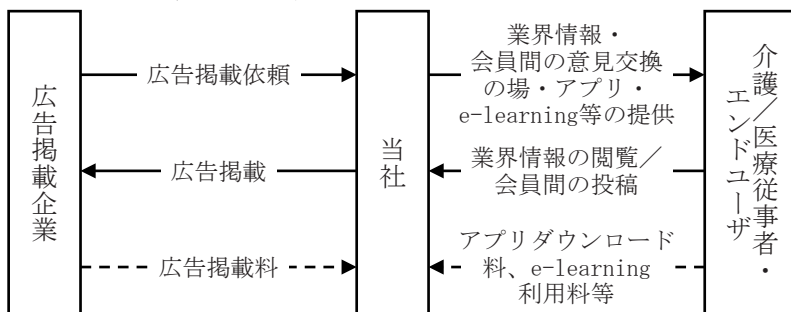 広告掲載企業
広告掲載依頼
広告掲載
広告掲載料
当社
業界情報・
会員間の意見交換
の場・アプリ・
e-learning等の提供
業界情報の閲覧／
会員間の投稿
アプリダウンロード
料、e-learning
利用料等
介護／医療従事者・
エンドユーザ